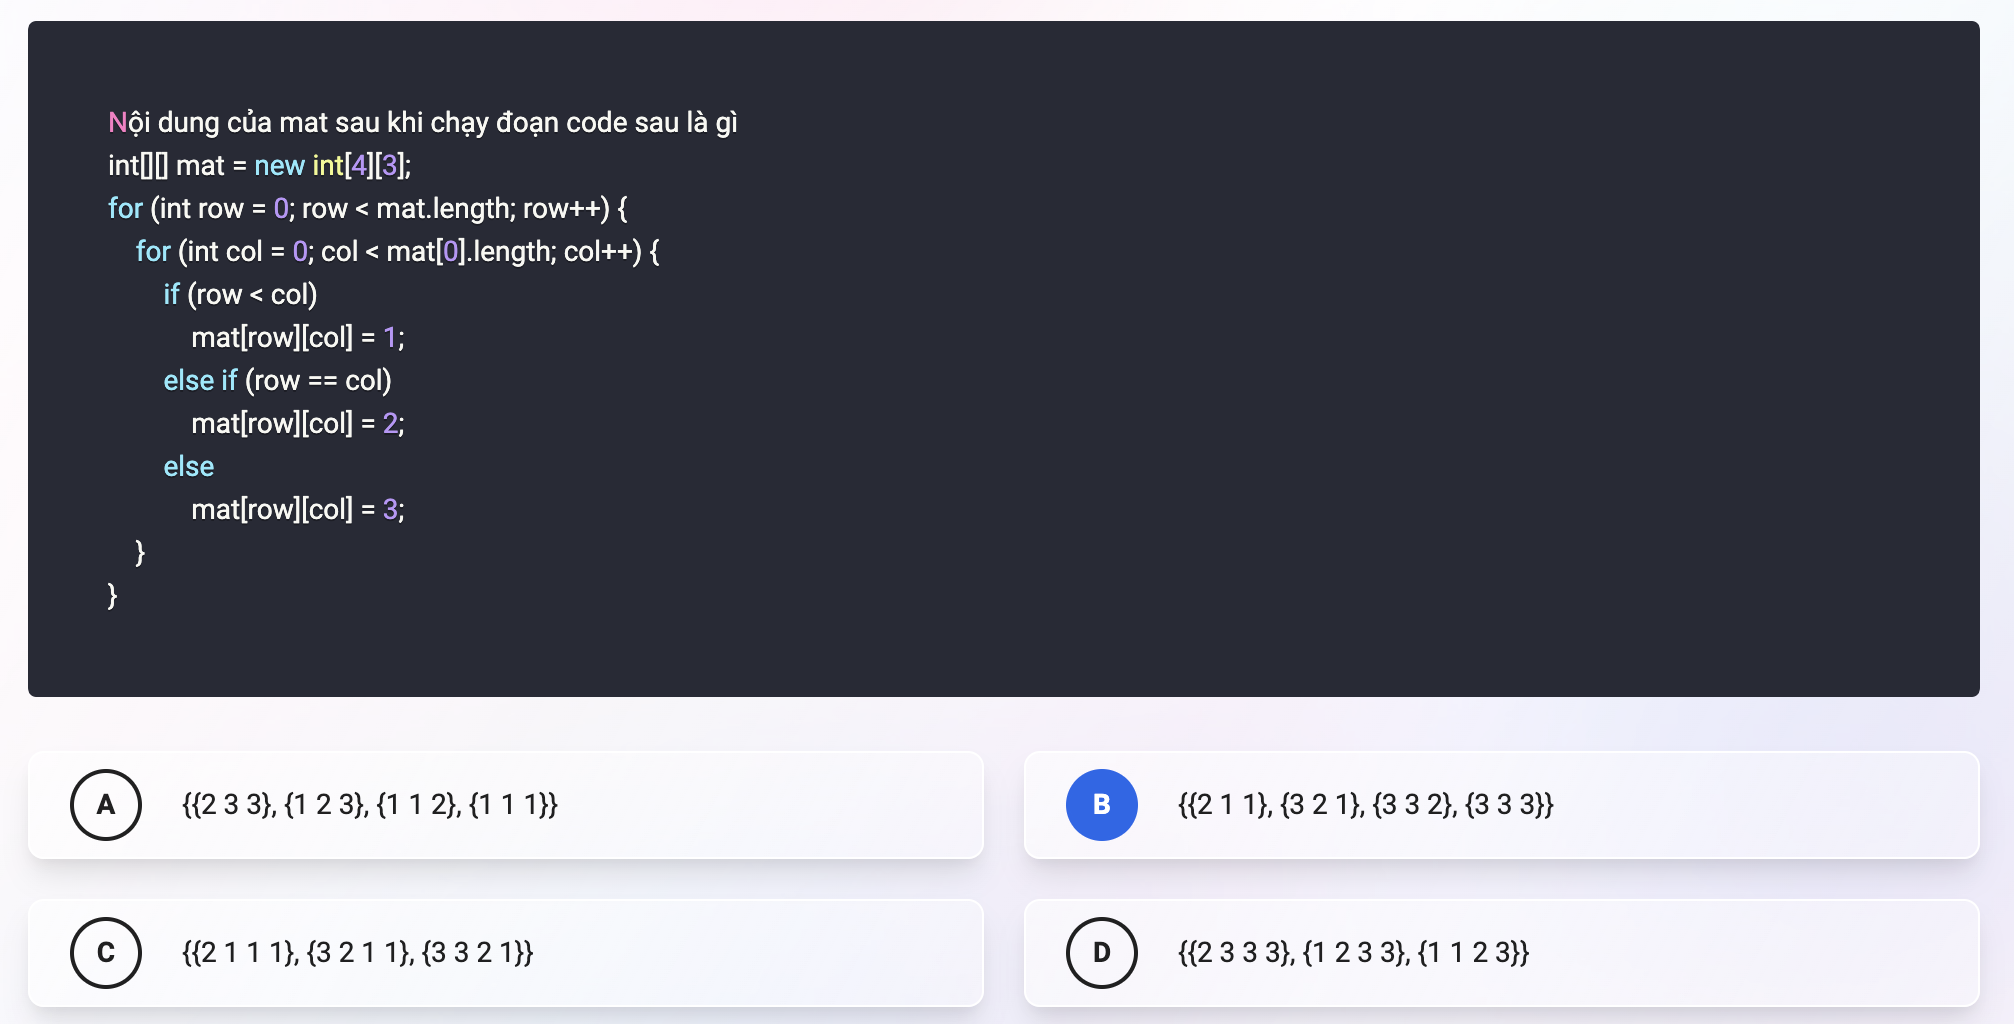 Nội dung của mat sau khi chạy đoạn code sau là gì
int[][] mat = new int[4][3];
for (int row = 0; row < mat.length; row++) {
for (int col = 0; col < mat[0].length; col++) {
if (row < col)
mat[row][col] = 1;
else if (row == col)
mat[row][col] = 2;
else
mat[row][col] = 3;
}
}
A {{2 3 3}, {1 2 3}, {1 1 2}, {1 1 1}}
B {{2 1 1}, {3 2 1}, {3 3 2}, {3 3 3}}
C {{2 1 1 1}, {3 2 1 1}, {3 3 2 1}}
D {{2 3 3 3}, {1 2 3 3}, {1 1 2 3}}